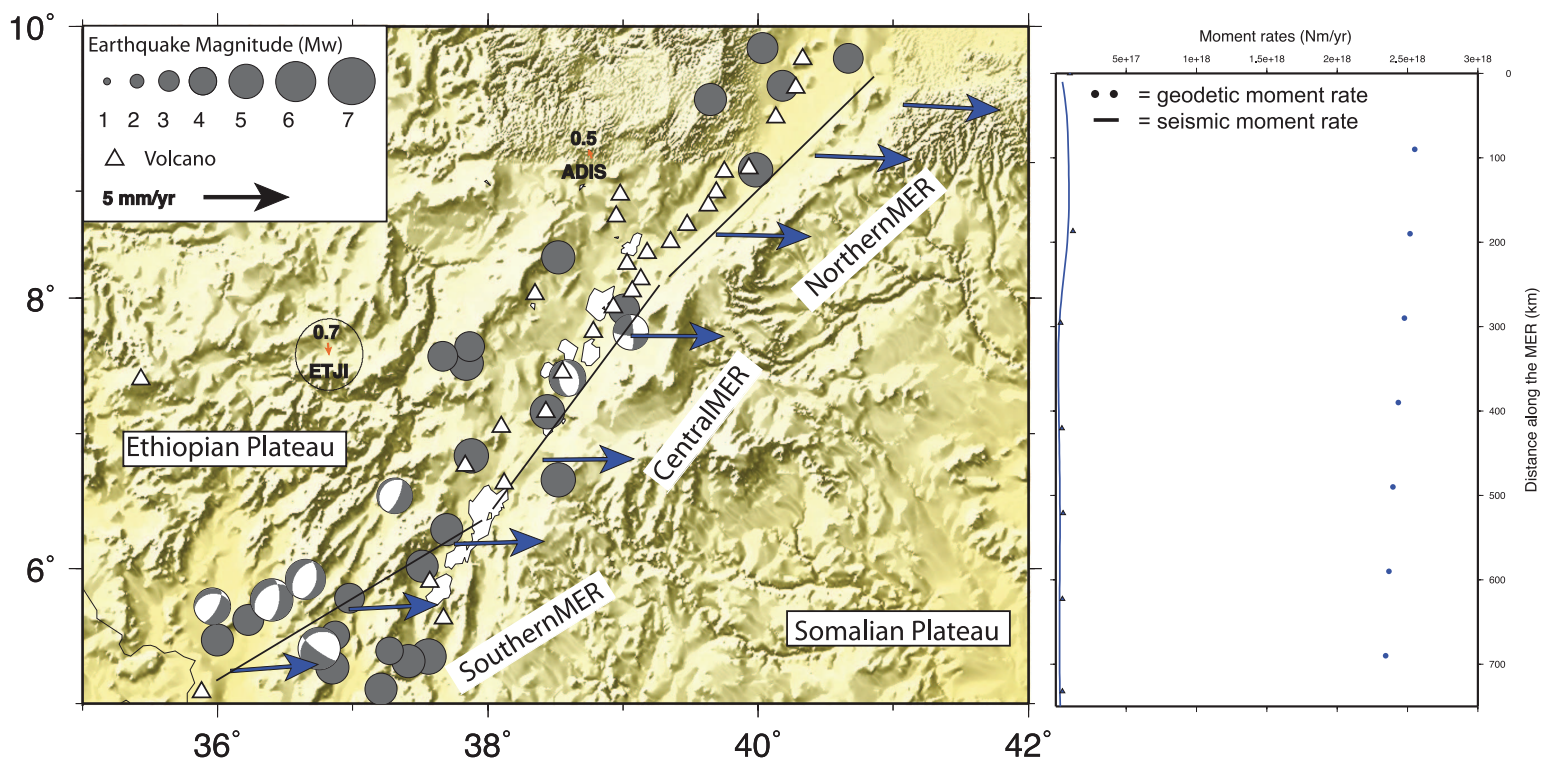 10°
8°
6°
36°
38°
40°
42°
Earthquake Magnitude (Mw)
1 2 3 4 5 6 7
Volcano
5 mm/yr
0.5
ADIS
0.7
ETJI
Ethiopian Plateau
NorthernMER
CentralMER
SouthernMER
Somalian Plateau
Moment rates (Nm/yr)
5e+17 1e+18 1,5e+18 2e+18 2,5e+18 3e+18
= geodetic moment rate
= seismic moment rate
0
100
200
300
400
500
600
700
Distance along the MER (km)